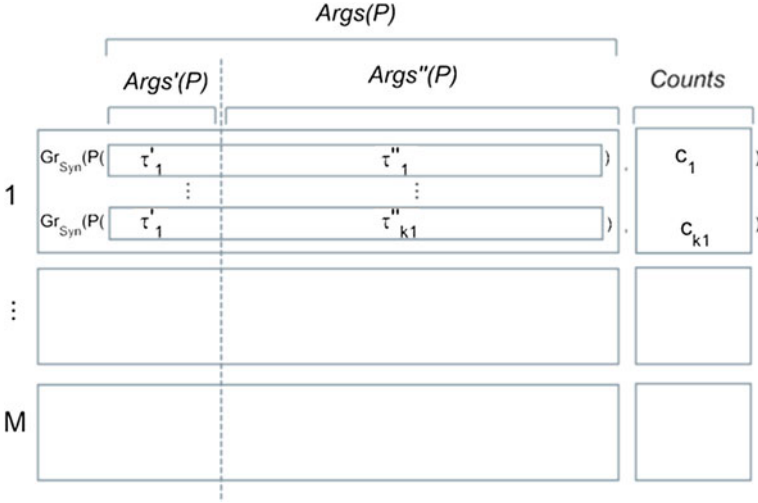 Args(P)
Args'(P) Args"(P) Counts
Gr_Syn(P( τ'_1 τ"_1 ) , c_1 )
⋮ ⋮
1
Gr_Syn(P( τ'_1 τ"_k1 ) , c_k1 )
⋮
M